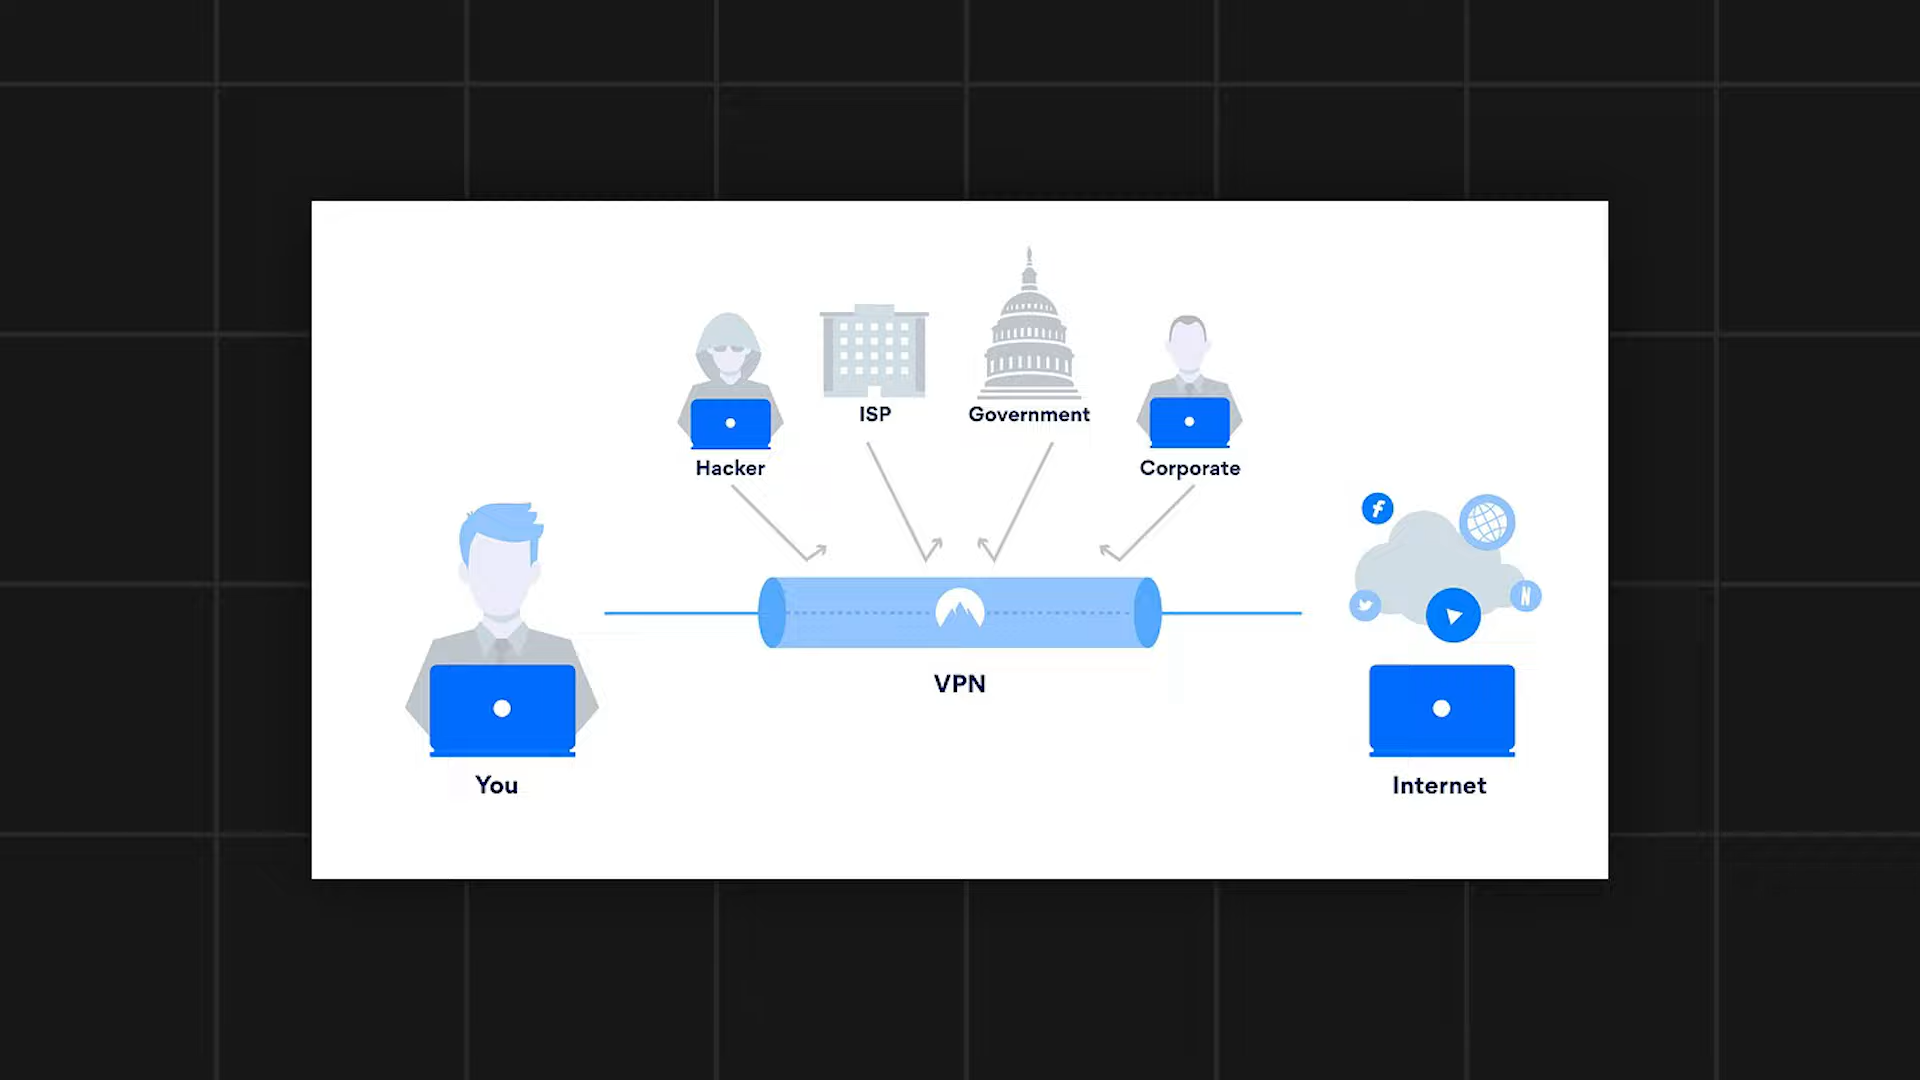 ISP
Government
Hacker
Corporate
VPN
You
Internet